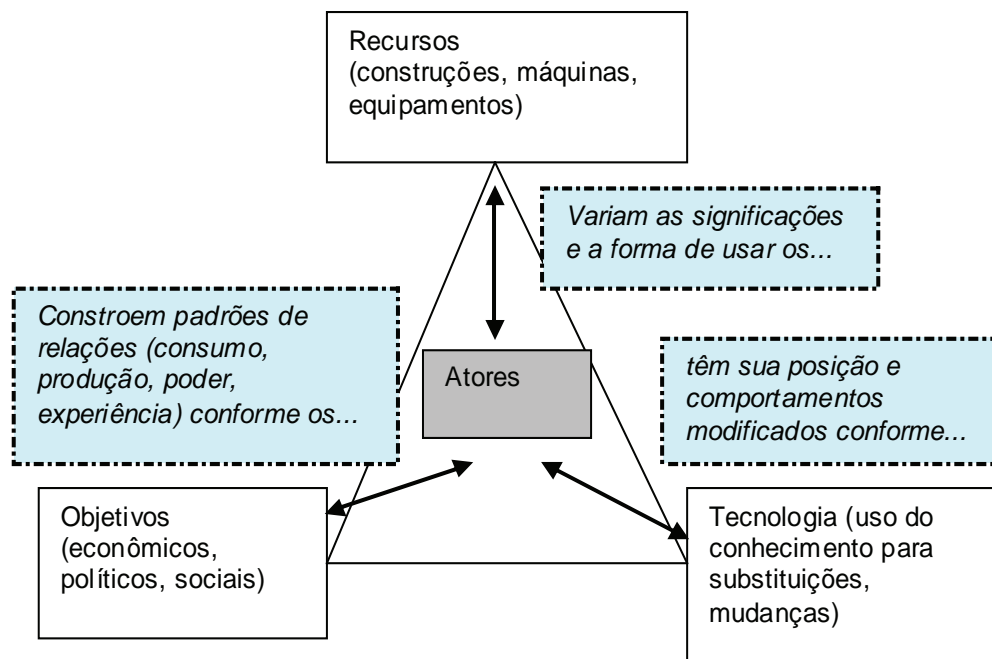 Recursos
(construções, máquinas,
equipamentos)
Variam as significações
e a forma de usar os...
Constroem padrões de
relações (consumo,
produção, poder,
experiência) conforme os...
Atores
têm sua posição e
comportamentos
modificados conforme...
Objetivos
(econômicos,
políticos, sociais)
Tecnologia (uso do
conhecimento para
substituições,
mudanças)